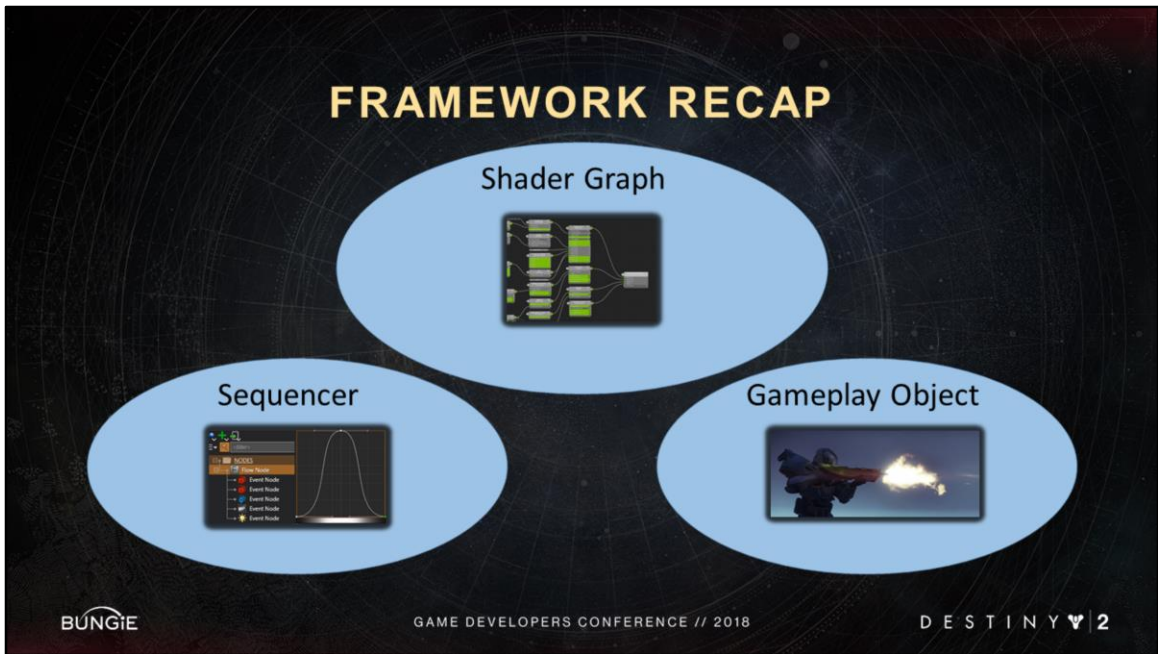 FRAMEWORK RECAP
Shader Graph
Sequencer
NODES
Flow Node
Event Node
Event Node
Event Node
Event Node
Event Node
Gameplay Object
BUNGiE
GAME DEVELOPERS CONFERENCE // 2018
DESTINY 2